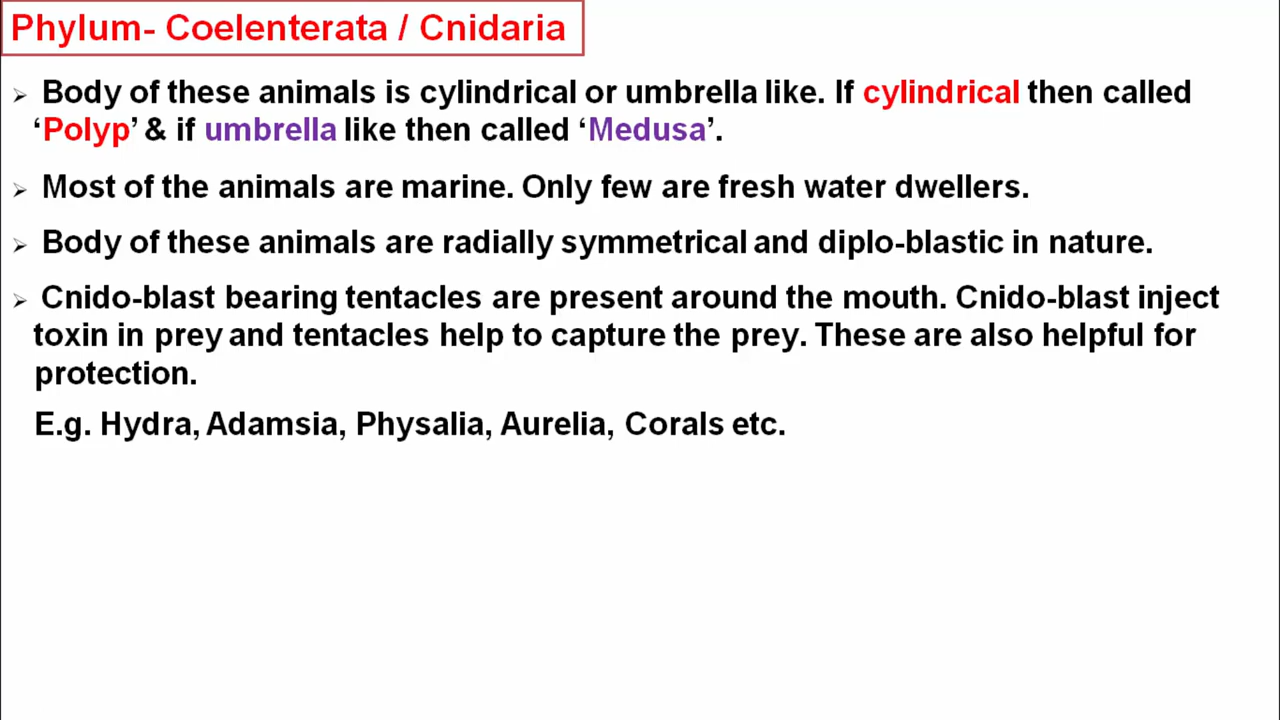 Phylum- Coelenterata / Cnidaria
➢ Body of these animals is cylindrical or umbrella like. If cylindrical then called
‘Polyp’ & if umbrella like then called ‘Medusa’.
➢ Most of the animals are marine. Only few are fresh water dwellers.
➢ Body of these animals are radially symmetrical and diplo-blastic in nature.
➢ Cnido-blast bearing tentacles are present around the mouth. Cnido-blast inject
toxin in prey and tentacles help to capture the prey. These are also helpful for
protection.
E.g. Hydra, Adamsia, Physalia, Aurelia, Corals etc.